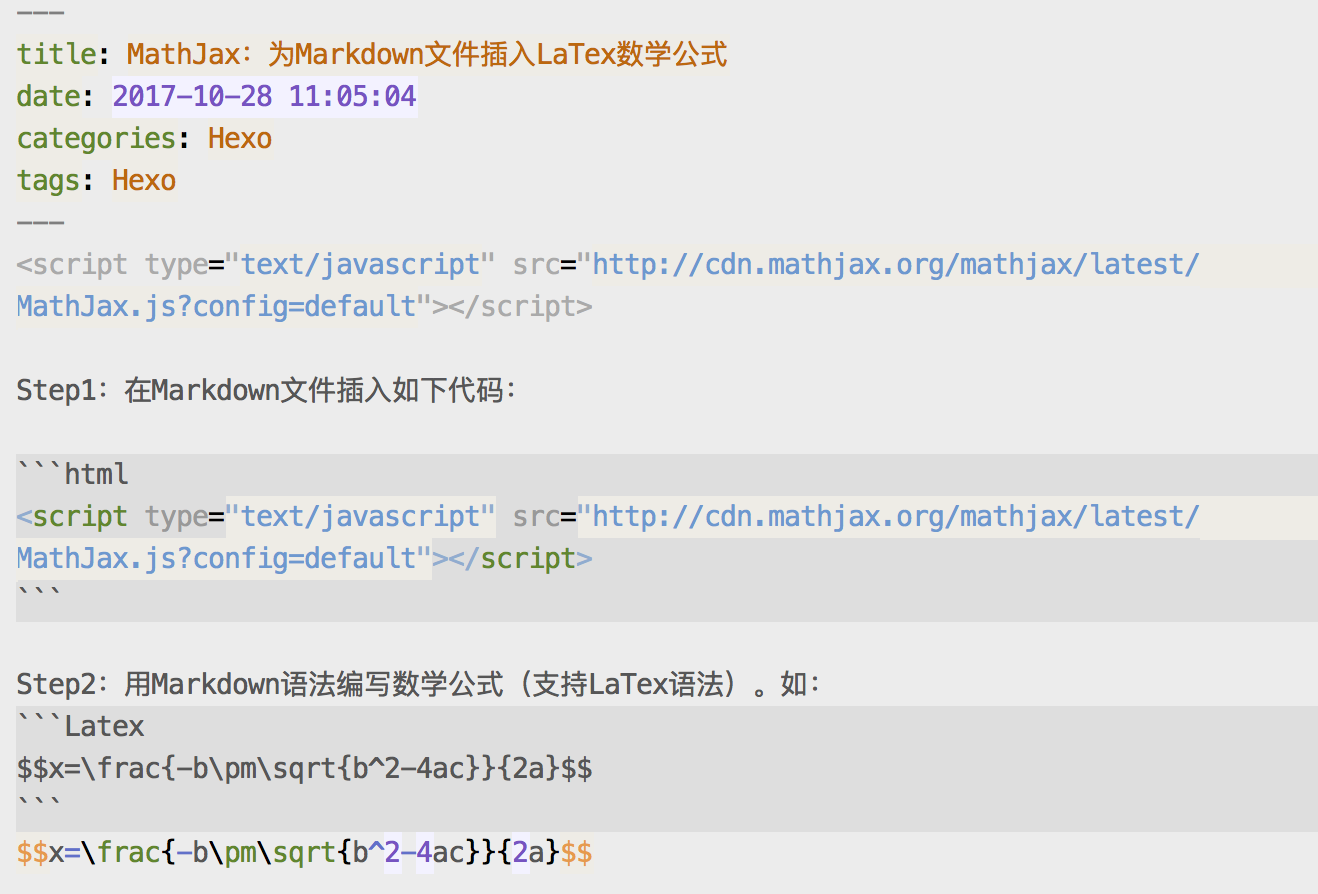 ---
title: MathJax：为Markdown文件插入LaTex数学公式
date: 2017-10-28 11:05:04
categories: Hexo
tags: Hexo
---
<script type="text/javascript" src="http://cdn.mathjax.org/mathjax/latest/
MathJax.js?config=default"></script>
Step1：在Markdown文件插入如下代码：
```html
<script type="text/javascript" src="http://cdn.mathjax.org/mathjax/latest/
MathJax.js?config=default"></script>
```
Step2：用Markdown语法编写数学公式（支持LaTex语法）。如：
```Latex
$$x=\frac{-b\pm\sqrt{b^2-4ac}}{2a}$$
```
$$x=\frac{-b\pm\sqrt{b^2-4ac}}{2a}$$